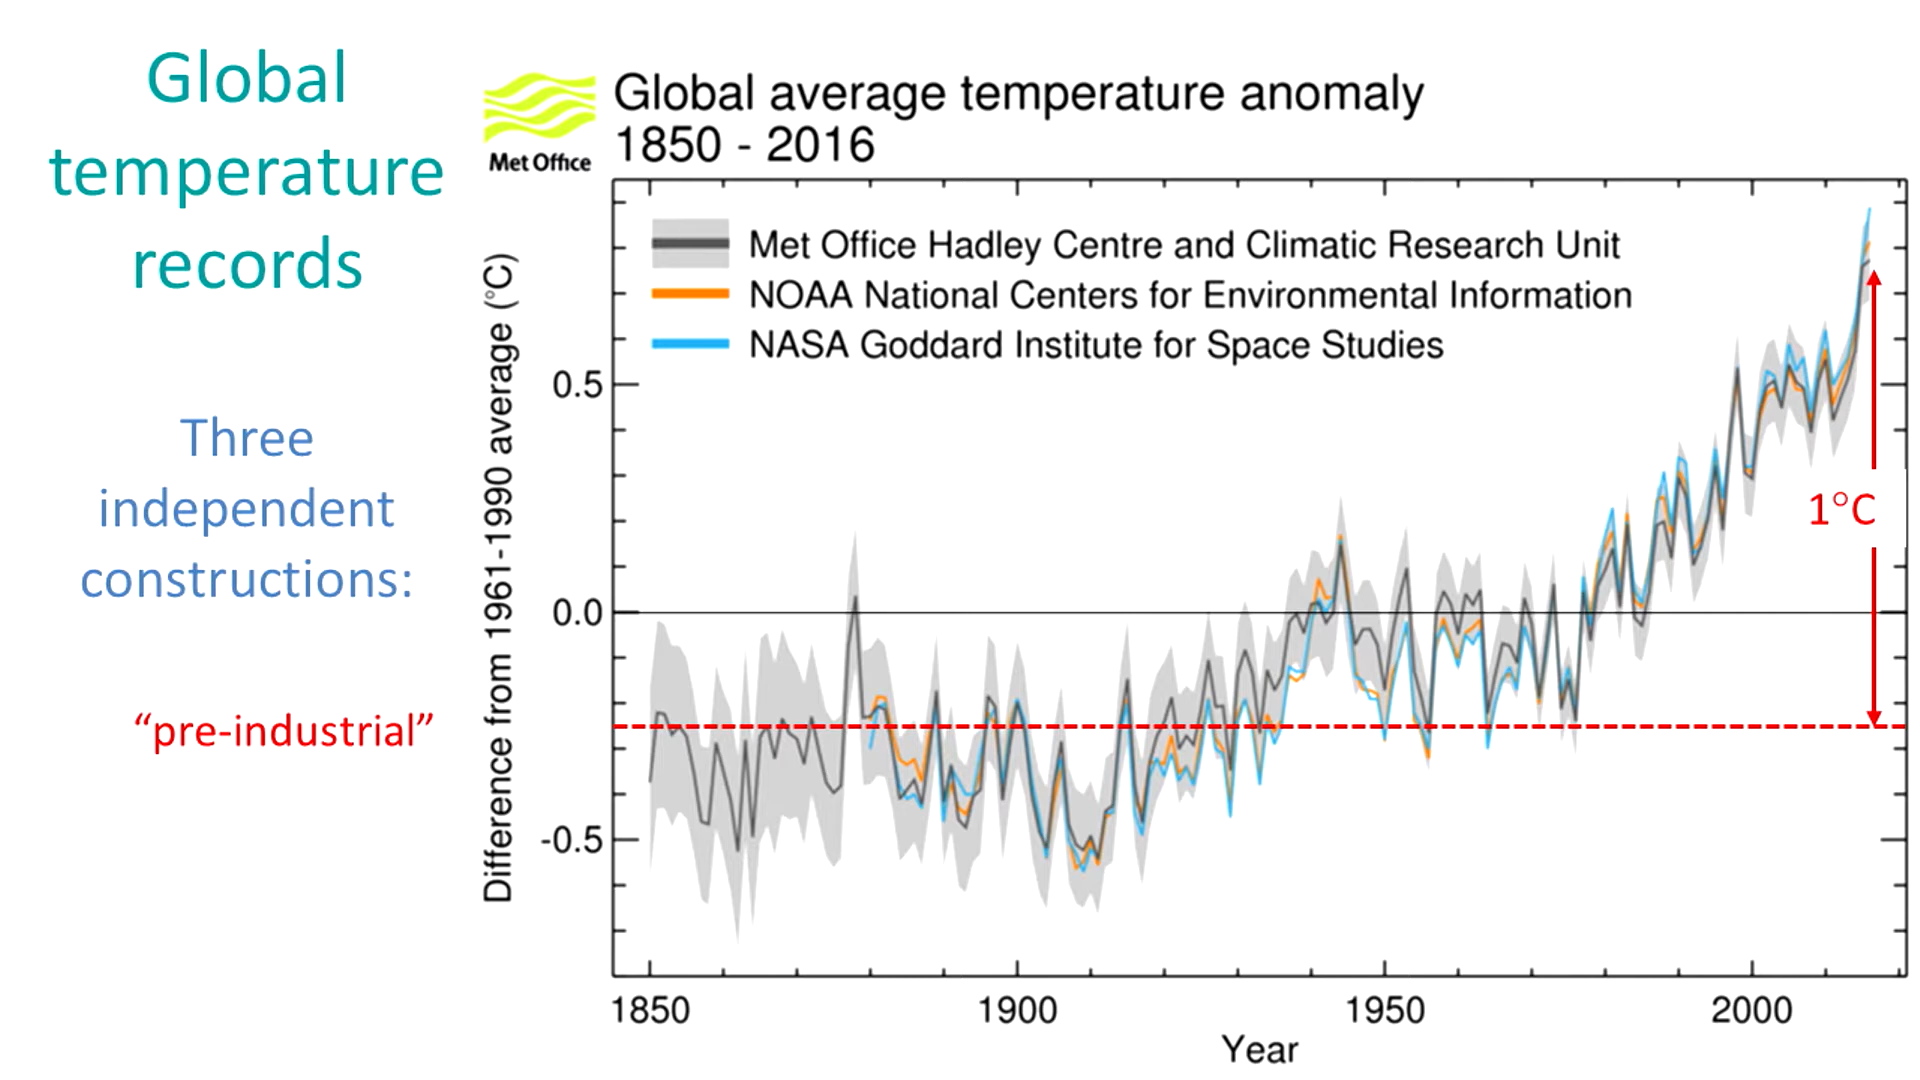 Global
temperature
records
Three
independent
constructions:
“pre-industrial”
Met Office
Global average temperature anomaly
1850 - 2016
Met Office Hadley Centre and Climatic Research Unit
NOAA National Centers for Environmental Information
NASA Goddard Institute for Space Studies
Difference from 1961-1990 average (°C)
0.5
0.0
-0.5
1°C
1850
1900
1950
2000
Year